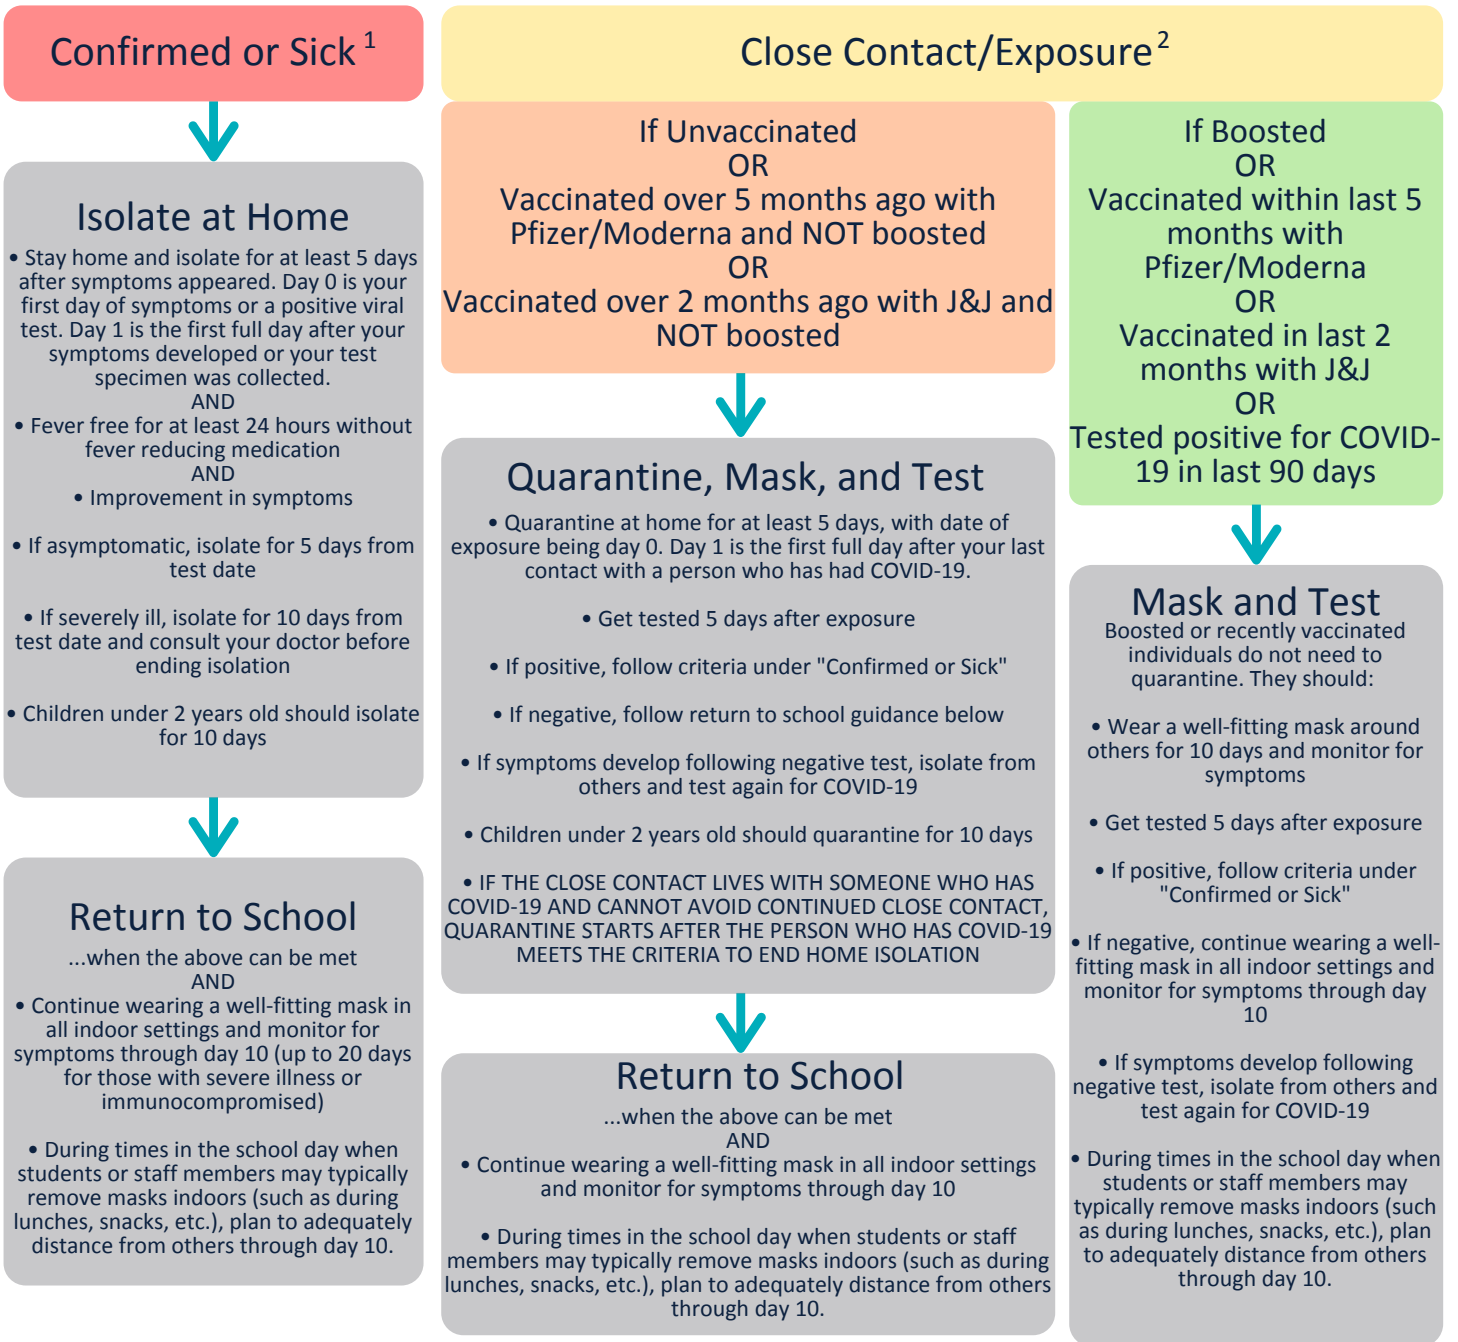 Confirmed or Sick 1
Isolate at Home
• Stay home and isolate for at least 5 days
after symptoms appeared. Day 0 is your
first day of symptoms or a positive viral
test. Day 1 is the first full day after your
symptoms developed or your test
specimen was collected.
AND
• Fever free for at least 24 hours without
fever reducing medication
AND
• Improvement in symptoms
• If asymptomatic, isolate for 5 days from
test date
• If severely ill, isolate for 10 days from
test date and consult your doctor before
ending isolation
• Children under 2 years old should isolate
for 10 days
Return to School
...when the above can be met
AND
• Continue wearing a well-fitting mask in
all indoor settings and monitor for
symptoms through day 10 (up to 20 days
for those with severe illness or
immunocompromised)
• During times in the school day when
students or staff members may typically
remove masks indoors (such as during
lunches, snacks, etc.), plan to adequately
distance from others through day 10.
Close Contact/Exposure 2
If Unvaccinated
OR
Vaccinated over 5 months ago with
Pfizer/Moderna and NOT boosted
OR
Vaccinated over 2 months ago with J&J and
NOT boosted
Quarantine, Mask, and Test
• Quarantine at home for at least 5 days, with date of
exposure being day 0. Day 1 is the first full day after your last
contact with a person who has had COVID-19.
• Get tested 5 days after exposure
• If positive, follow criteria under "Confirmed or Sick"
• If negative, follow return to school guidance below
• If symptoms develop following negative test, isolate from
others and test again for COVID-19
• Children under 2 years old should quarantine for 10 days
• IF THE CLOSE CONTACT LIVES WITH SOMEONE WHO HAS
COVID-19 AND CANNOT AVOID CONTINUED CLOSE CONTACT,
QUARANTINE STARTS AFTER THE PERSON WHO HAS COVID-19
MEETS THE CRITERIA TO END HOME ISOLATION
Return to School
...when the above can be met
AND
• Continue wearing a well-fitting mask in all indoor settings
and monitor for symptoms through day 10
• During times in the school day when students or staff
members may typically remove masks indoors (such as during
lunches, snacks, etc.), plan to adequately distance from others
through day 10.
If Boosted
OR
Vaccinated within last 5
months with
Pfizer/Moderna
OR
Vaccinated in last 2
months with J&J
OR
Tested positive for COVID-
19 in last 90 days
Mask and Test
Boosted or recently vaccinated
individuals do not need to
quarantine. They should:
• Wear a well-fitting mask around
others for 10 days and monitor for
symptoms
• Get tested 5 days after exposure
• If positive, follow criteria under
"Confirmed or Sick"
• If negative, continue wearing a well-
fitting mask in all indoor settings and
monitor for symptoms through day
10
• If symptoms develop following
negative test, isolate from others and
test again for COVID-19
• During times in the school day when
students or staff members may
typically remove masks indoors (such
as during lunches, snacks, etc.), plan
to adequately distance from others
through day 10.